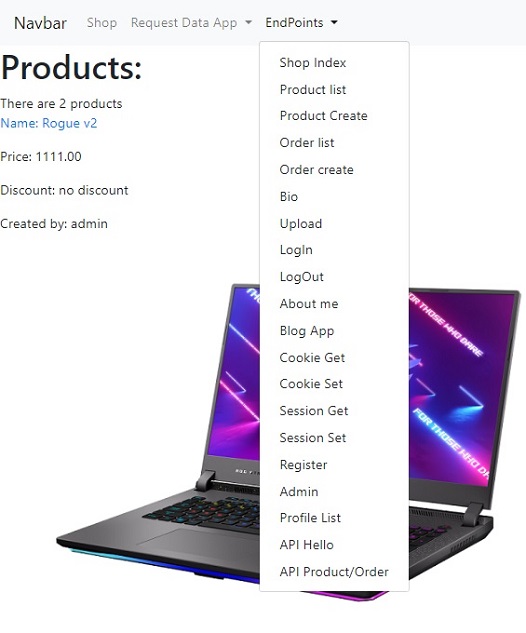 Navbar Shop Request Data App EndPoints
Products:
There are 2 products
Name: Rogue v2
Price: 1111.00
Discount: no discount
Created by: admin
Shop Index
Product list
Product Create
Order list
Order create
Bio
Upload
LogIn
LogOut
About me
Blog App
Cookie Get
Cookie Set
Session Get
Session Set
Register
Admin
Profile List
API Hello
API Product/Order
FOR THOSE WHO DARE
FOR THOSE WHO DA